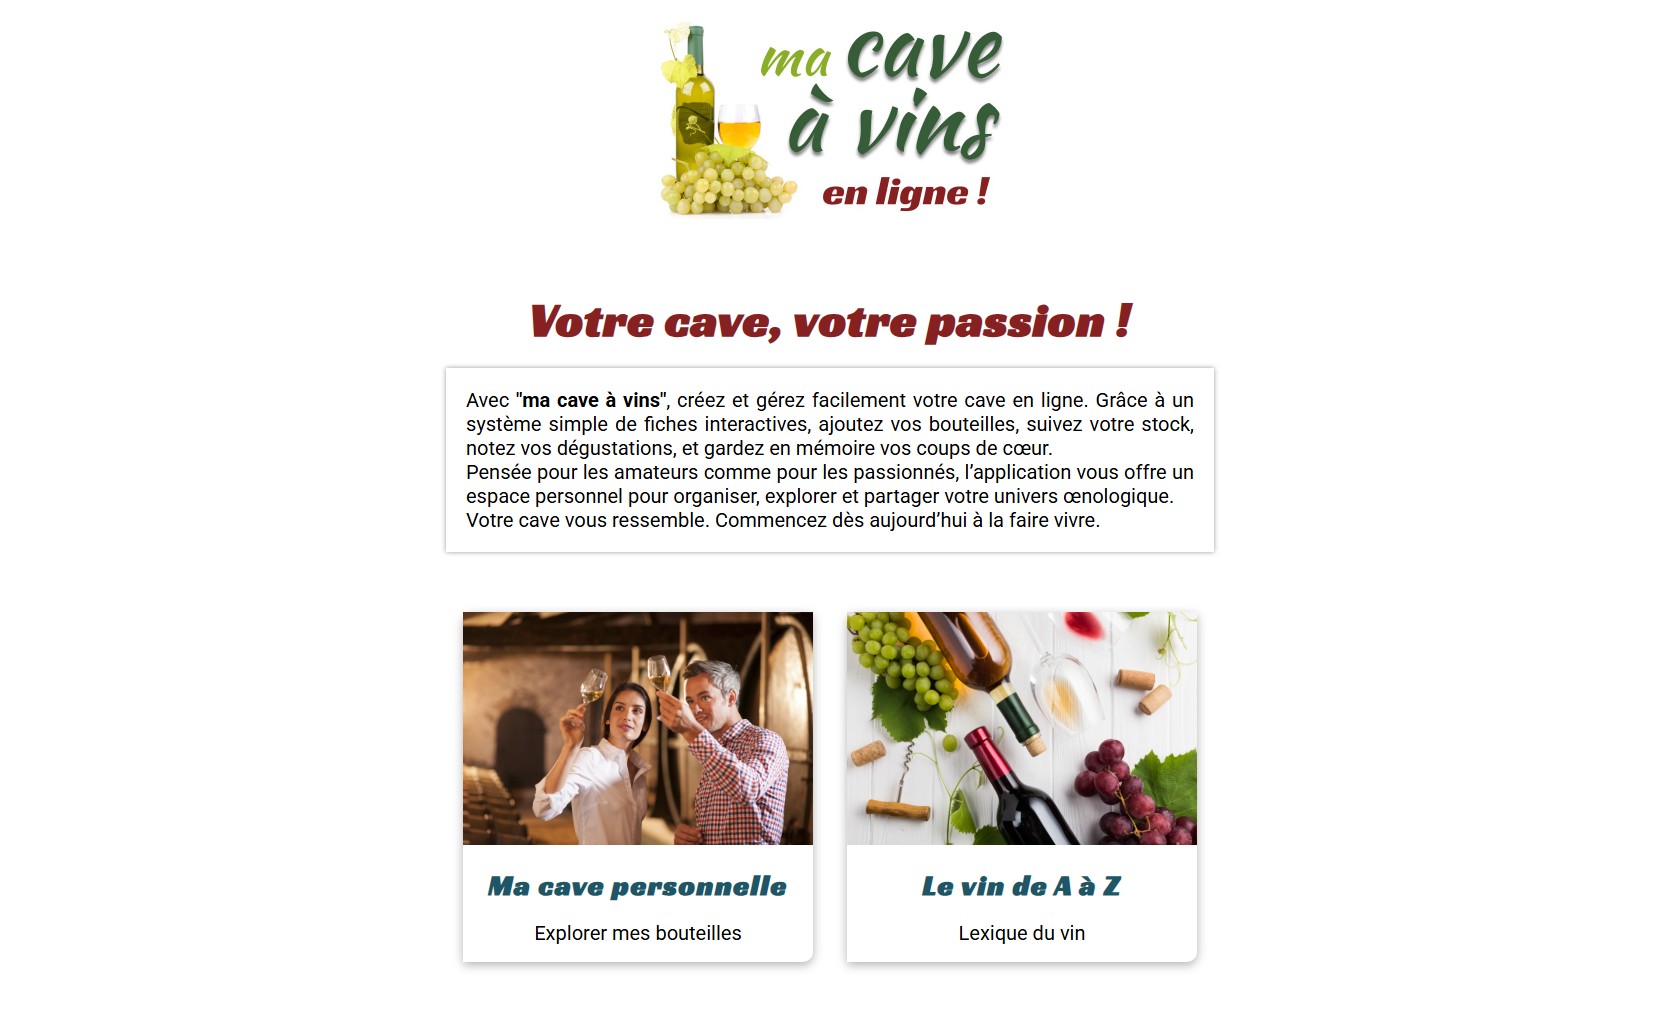 ma cave
à vins
en ligne !
Votre cave, votre passion !
Avec "ma cave à vins", créez et gérez facilement votre cave en ligne. Grâce à un
système simple de fiches interactives, ajoutez vos bouteilles, suivez votre stock,
notez vos dégustations, et gardez en mémoire vos coups de cœur.
Pensée pour les amateurs comme pour les passionnés, l’application vous offre un
espace personnel pour organiser, explorer et partager votre univers œnologique.
Votre cave vous ressemble. Commencez dès aujourd’hui à la faire vivre.
Ma cave personnelle
Explorer mes bouteilles
Le vin de A à Z
Lexique du vin